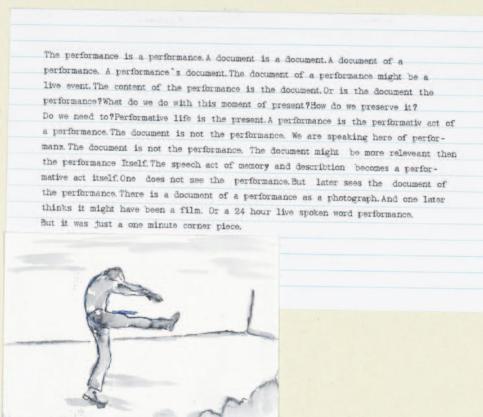 The performance is a performance.A document is a document.A document of a
performance. A performance's document.The document of a performance might be a
live event.The content of the performance is the document.Or is the document the
performance?What do we do with this moment of present?How do we preserve it?
Do we need to?Performative life is the present.A performance is the performativ act of
a performance.The document is not the performance. We are speaking here of perfor-
manx.The document is not the performance. The document might be more releveant then
the performance Itself.The speech act of memory and describtion becomes a perfor-
mative act itself.One does not see the performance.But later sees the document of
the performance.There is a document of a performance as a photograph.And one later
thinks it might have been a film. Or a 24 hour live spoken word performance.
But it was just a one minute corner piece.